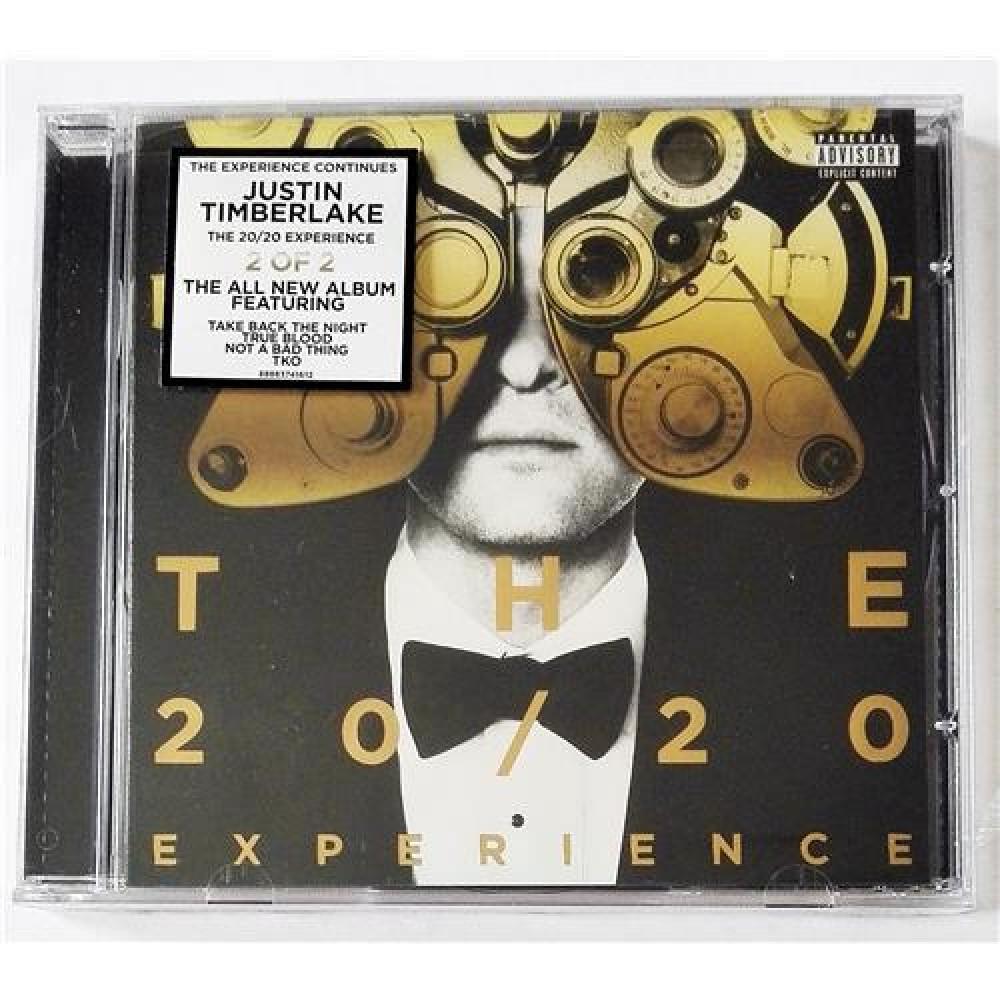 THE EXPERIENCE CONTINUES
JUSTIN
TIMBERLAKE
THE 20/20 EXPERIENCE
2 OF 2
THE ALL NEW ALBUM
FEATURING
TAKE BACK THE NIGHT
TRUE BLOOD
NOT A BAD THING
TKO
88883741612
PARENTAL
ADVISORY
EXPLICIT CONTENT
THE
20/20
EXPERIENCE